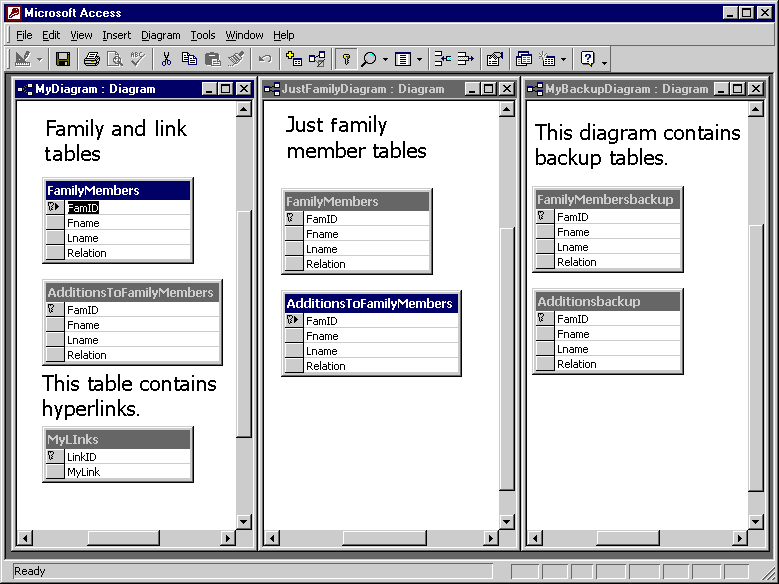 Microsoft Access
File Edit View Insert Diagram Tools Window Help
MyDiagram : Diagram
Family and link
tables
FamilyMembers
FamID
Fname
Lname
Relation
AdditionsToFamilyMembers
FamID
Fname
Lname
Relation
This table contains
hyperlinks.
MyLInks
LinkID
MyLink
JustFamilyDiagram : Diagram
Just family
member tables
FamilyMembers
FamID
Fname
Lname
Relation
AdditionsToFamilyMembers
FamID
Fname
Lname
Relation
MyBackupDiagram : Diagram
This diagram contains
backup tables.
FamilyMembersbackup
FamID
Fname
Lname
Relation
Additionsbackup
FamID
Fname
Lname
Relation
Ready